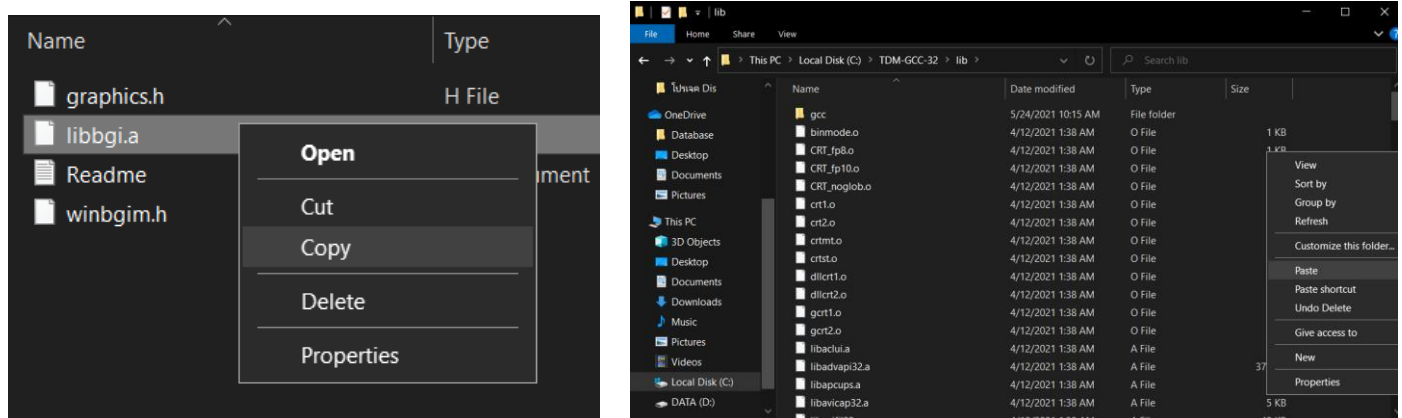 Name Type
graphics.h H File
libbgi.a
Readme ument
winbgim.h
Open
Cut
Copy
Delete
Properties
lib
File Home Share View
This PC > Local Disk (C:) > TDM-GCC-32 > lib >
Search lib
Name Date modified Type Size
โปรเจค Dis
OneDrive
Database
Desktop
Documents
Pictures
This PC
3D Objects
Desktop
Documents
Downloads
Music
Pictures
Videos
Local Disk (C:)
DATA (D:)
gcc 5/24/2021 10:15 AM File folder
binmode.o 4/12/2021 1:38 AM O File 1 KB
CRT_fp8.o 4/12/2021 1:38 AM O File 1 KB
CRT_fp10.o 4/12/2021 1:38 AM O File
CRT_noglob.o 4/12/2021 1:38 AM O File
crt1.o 4/12/2021 1:38 AM O File
crt2.o 4/12/2021 1:38 AM O File
crtmt.o 4/12/2021 1:38 AM O File
crtst.o 4/12/2021 1:38 AM O File
dllcrt1.o 4/12/2021 1:38 AM O File
dllcrt2.o 4/12/2021 1:38 AM O File
gcrt1.o 4/12/2021 1:38 AM O File
gcrt2.o 4/12/2021 1:38 AM O File
libaclui.a 4/12/2021 1:38 AM A File
libadvapi32.a 4/12/2021 1:38 AM A File 37
libapcups.a 4/12/2021 1:38 AM A File
libavicap32.a 4/12/2021 1:38 AM A File 5 KB
View
Sort by
Group by
Refresh
Customize this folder...
Paste
Paste shortcut
Undo Delete
Give access to
New
Properties